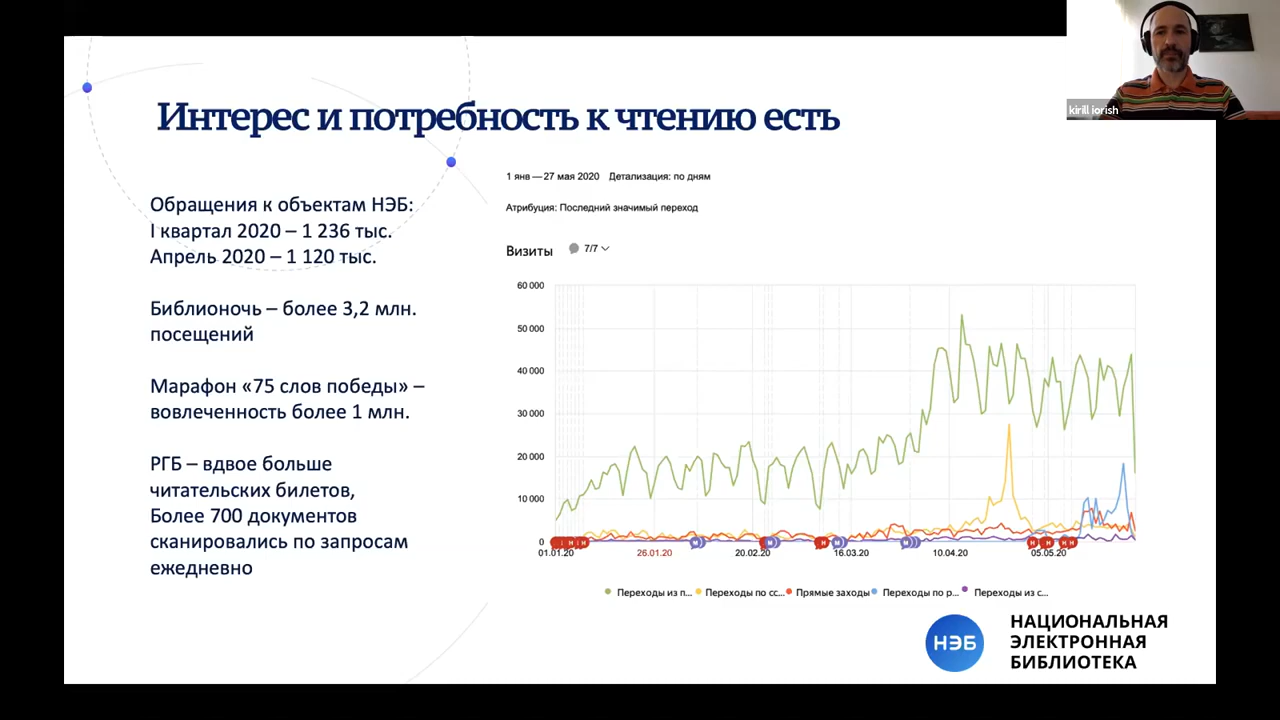 kirill iorish
Интерес и потребность к чтению есть
Обращения к объектам НЭБ:
I квартал 2020 – 1 236 тыс.
Апрель 2020 – 1 120 тыс.
Библионочь – более 3,2 млн.
посещений
Марафон «75 слов победы» –
вовлеченность более 1 млн.
РГБ – вдвое больше
читательских билетов,
Более 700 документов
сканировались по запросам
ежедневно
1 янв — 27 мая 2020 Детализация: по дням
Атрибуция: Последний значимый переход
Визиты 7/7
60 000
50 000
40 000
30 000
20 000
10 000
0
01.01.20 26.01.20 20.02.20 16.03.20 10.04.20 05.05.20
Переходы из п... Переходы по сс... Прямые заходы Переходы по р... Переходы из с...
НЭБ
НАЦИОНАЛЬНАЯ
ЭЛЕКТРОННАЯ
БИБЛИОТЕКА